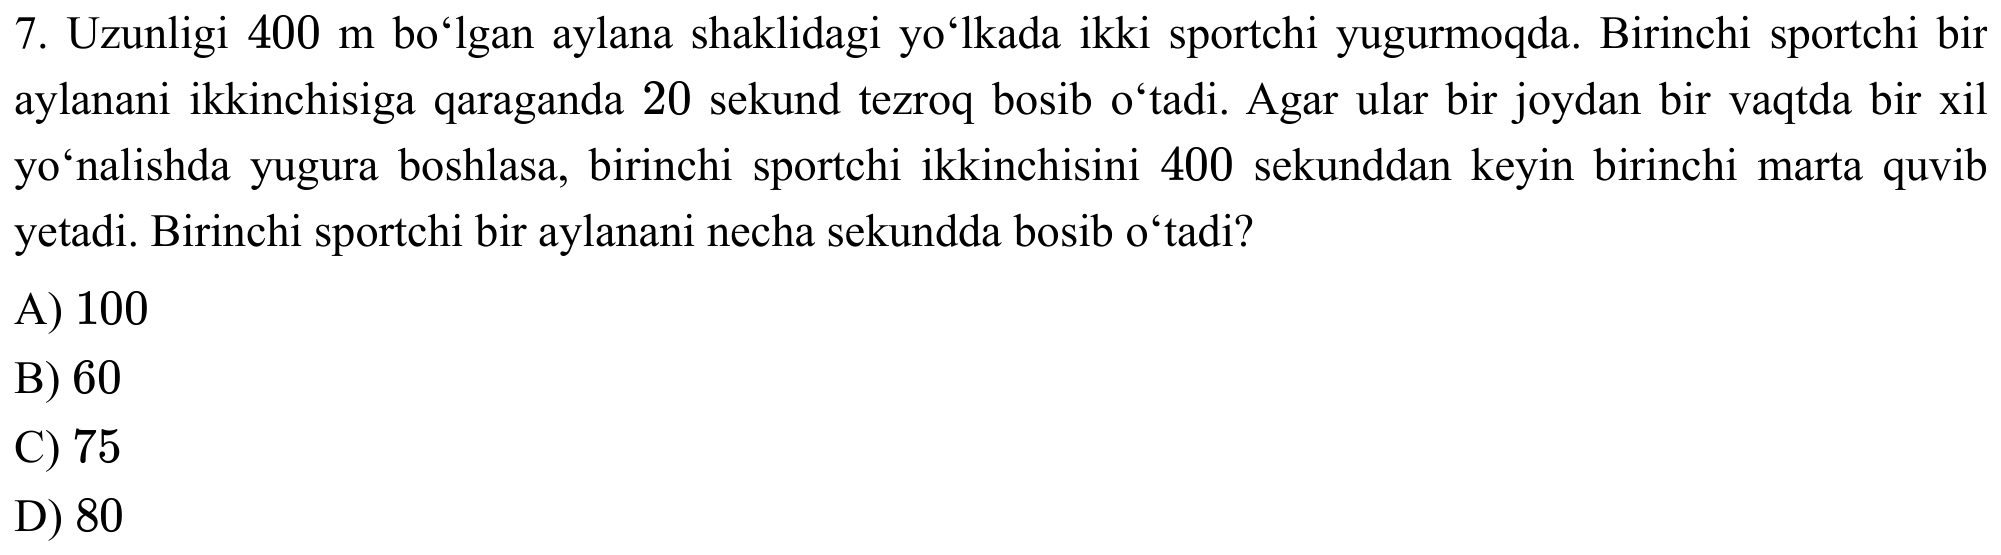 7. Uzunligi 400 m bo‘lgan aylana shaklidagi yo‘lkada ikki sportchi yugurmoqda. Birinchi sportchi bir
aylanani ikkinchisiga qaraganda 20 sekund tezroq bosib o‘tadi. Agar ular bir joydan bir vaqtda bir xil
yo‘nalishda yugura boshlasa, birinchi sportchi ikkinchisini 400 sekunddan keyin birinchi marta quvib
yetadi. Birinchi sportchi bir aylanani necha sekundda bosib o‘tadi?
A) 100
B) 60
C) 75
D) 80